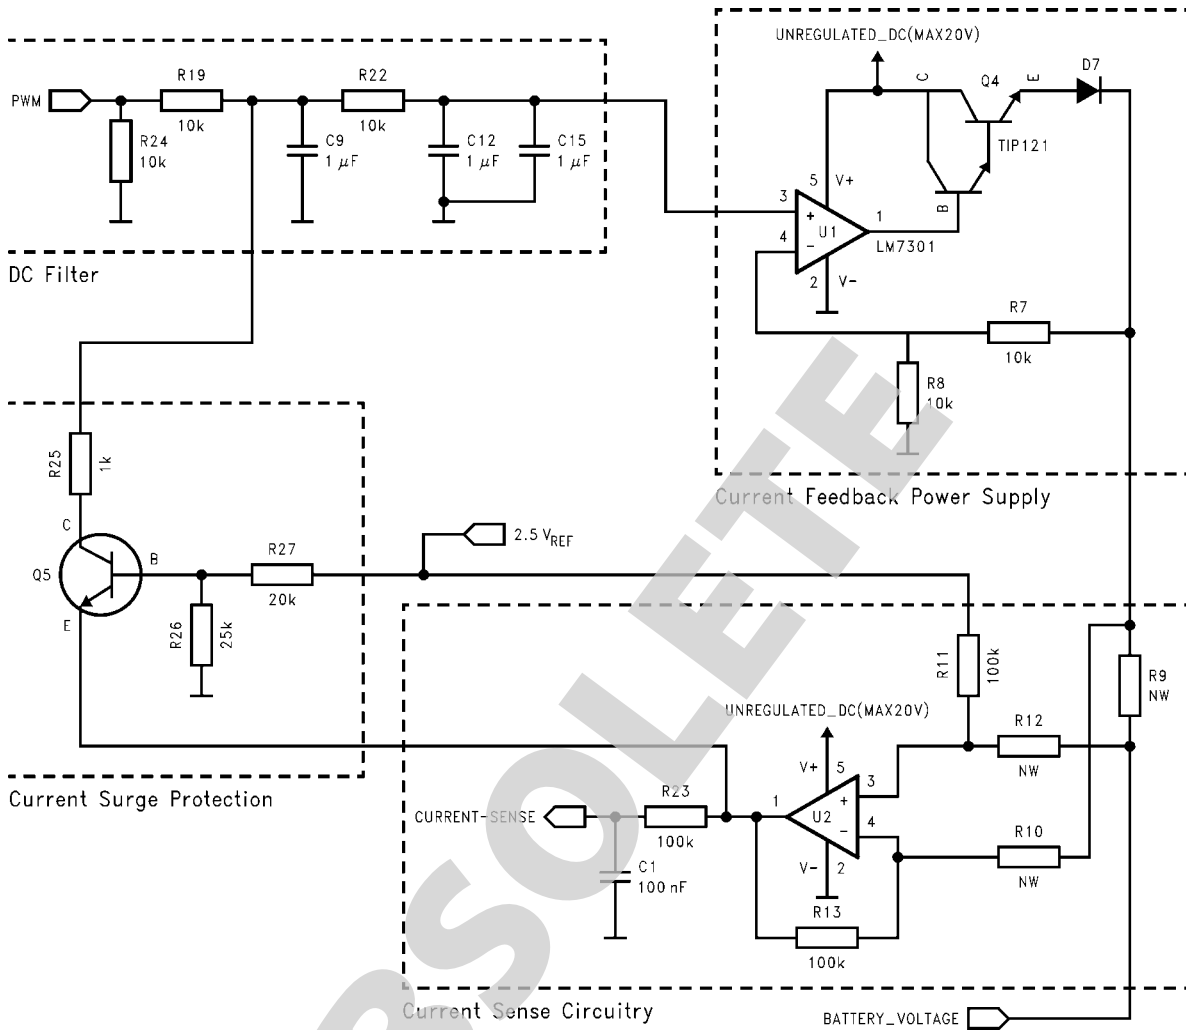 UNREGULATED_DC(MAX20V)
PWM
R19
10k
R24
10k
C9
1 µF
R22
10k
C12
1 µF
C15
1 µF
DC Filter
C
Q4
E
D7
TIP121
B
5
V+
3
+
4
−
U1
1
LM7301
2
V-
R7
10k
R8
10k
Current Feedback Power Supply
R25
1k
C
Q5
B
E
R27
20k
R26
25k
2.5 VREF
Current Surge Protection
R11
100k
R9
NW
UNREGULATED_DC(MAX20V)
R12
NW
V+
5
3
+
1
U2
4
−
V-
2
R10
NW
R23
100k
CURRENT-SENSE
C1
100 nF
R13
100k
Current Sense Circuitry
BATTERY_VOLTAGE
OBSOLETE